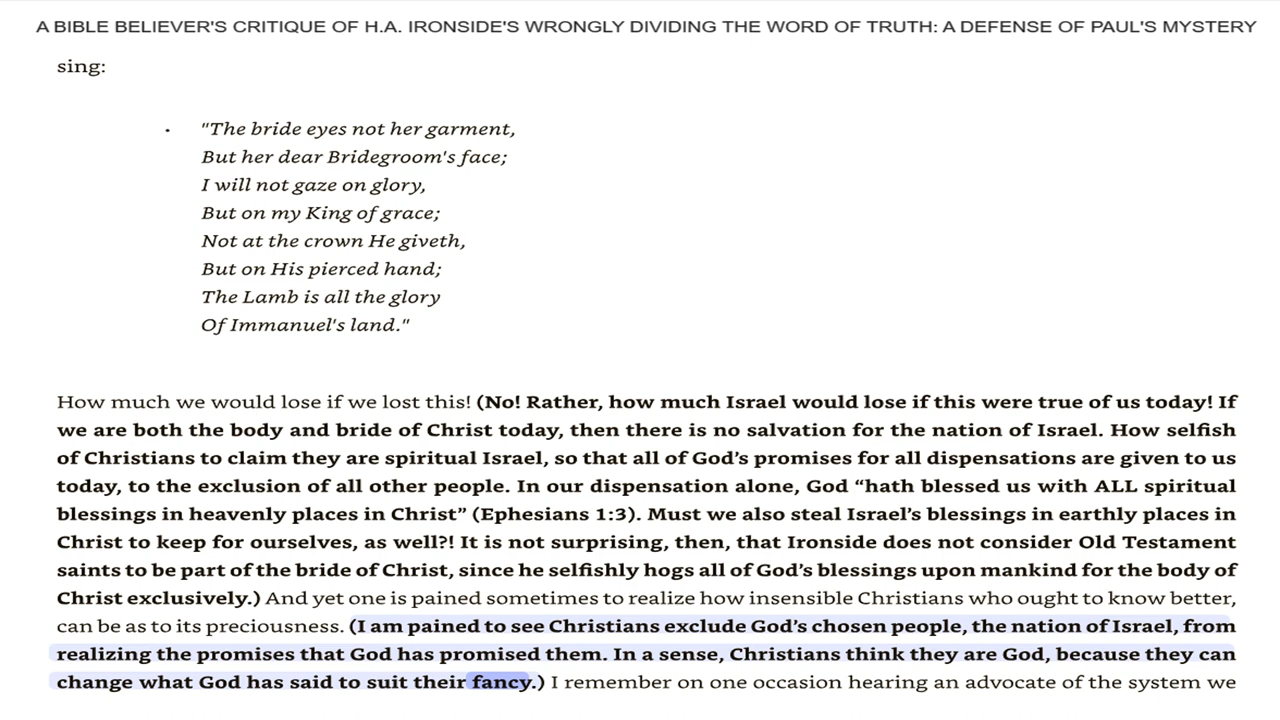 A BIBLE BELIEVER'S CRITIQUE OF H.A. IRONSIDE'S WRONGLY DIVIDING THE WORD OF TRUTH: A DEFENSE OF PAUL'S MYSTERY
sing:
· "The bride eyes not her garment,
But her dear Bridegroom's face;
I will not gaze on glory,
But on my King of grace;
Not at the crown He giveth,
But on His pierced hand;
The Lamb is all the glory
Of Immanuel's land."
How much we would lose if we lost this! (No! Rather, how much Israel would lose if this were true of us today! If
we are both the body and bride of Christ today, then there is no salvation for the nation of Israel. How selfish
of Christians to claim they are spiritual Israel, so that all of God’s promises for all dispensations are given to us
today, to the exclusion of all other people. In our dispensation alone, God “hath blessed us with ALL spiritual
blessings in heavenly places in Christ” (Ephesians 1:3). Must we also steal Israel’s blessings in earthly places in
Christ to keep for ourselves, as well?! It is not surprising, then, that Ironside does not consider Old Testament
saints to be part of the bride of Christ, since he selfishly hogs all of God’s blessings upon mankind for the body of
Christ exclusively.) And yet one is pained sometimes to realize how insensible Christians who ought to know better,
can be as to its preciousness. (I am pained to see Christians exclude God’s chosen people, the nation of Israel, from
realizing the promises that God has promised them. In a sense, Christians think they are God, because they can
change what God has said to suit their fancy.) I remember on one occasion hearing an advocate of the system we